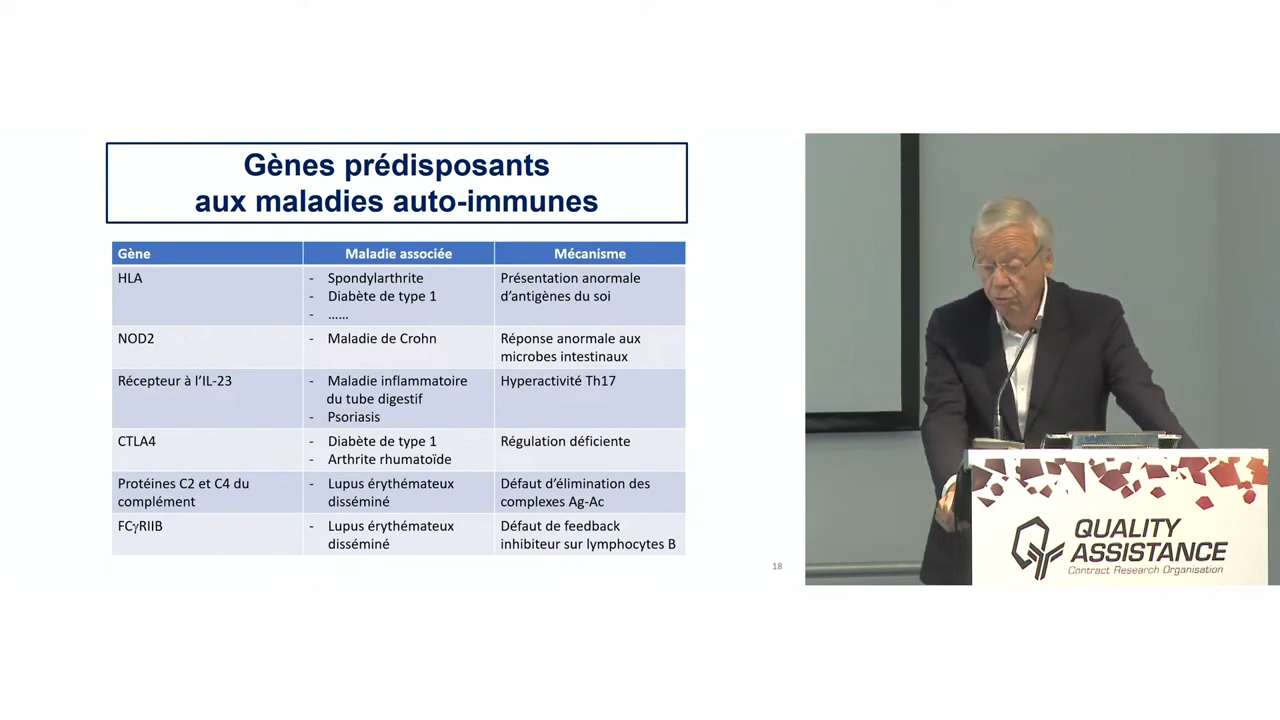 Gènes prédisposants
aux maladies auto-immunes
Gène
Maladie associée
Mécanisme
HLA
- Spondylarthrite
- Diabète de type 1
- ......
Présentation anormale
d'antigènes du soi
NOD2
- Maladie de Crohn
Réponse anormale aux
microbes intestinaux
Récepteur à l'IL-23
- Maladie inflammatoire
du tube digestif
- Psoriasis
Hyperactivité Th17
CTLA4
- Diabète de type 1
- Arthrite rhumatoïde
Régulation déficiente
Protéines C2 et C4 du
complément
- Lupus érythémateux
disséminé
Défaut d'élimination des
complexes Ag-Ac
FCγRIIB
- Lupus érythémateux
disséminé
Défaut de feedback
inhibiteur sur lymphocytes B
18
QUALITY
ASSISTANCE
Contract Research Organisation